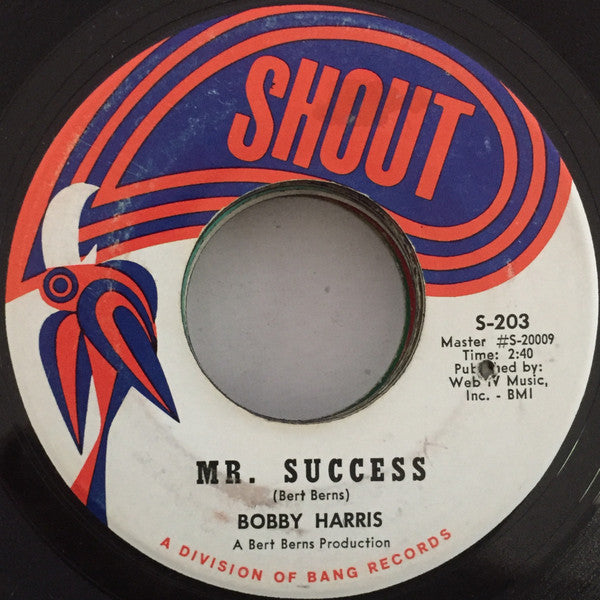 SHOUT
S-203
Master #S-20009
Time: 2:40
by:
Web IV Music,
Inc. - BMI
MR. SUCCESS
(Bert Berns)
BOBBY HARRIS
A Bert Berns Production
A DIVISION OF BANG RECORDS